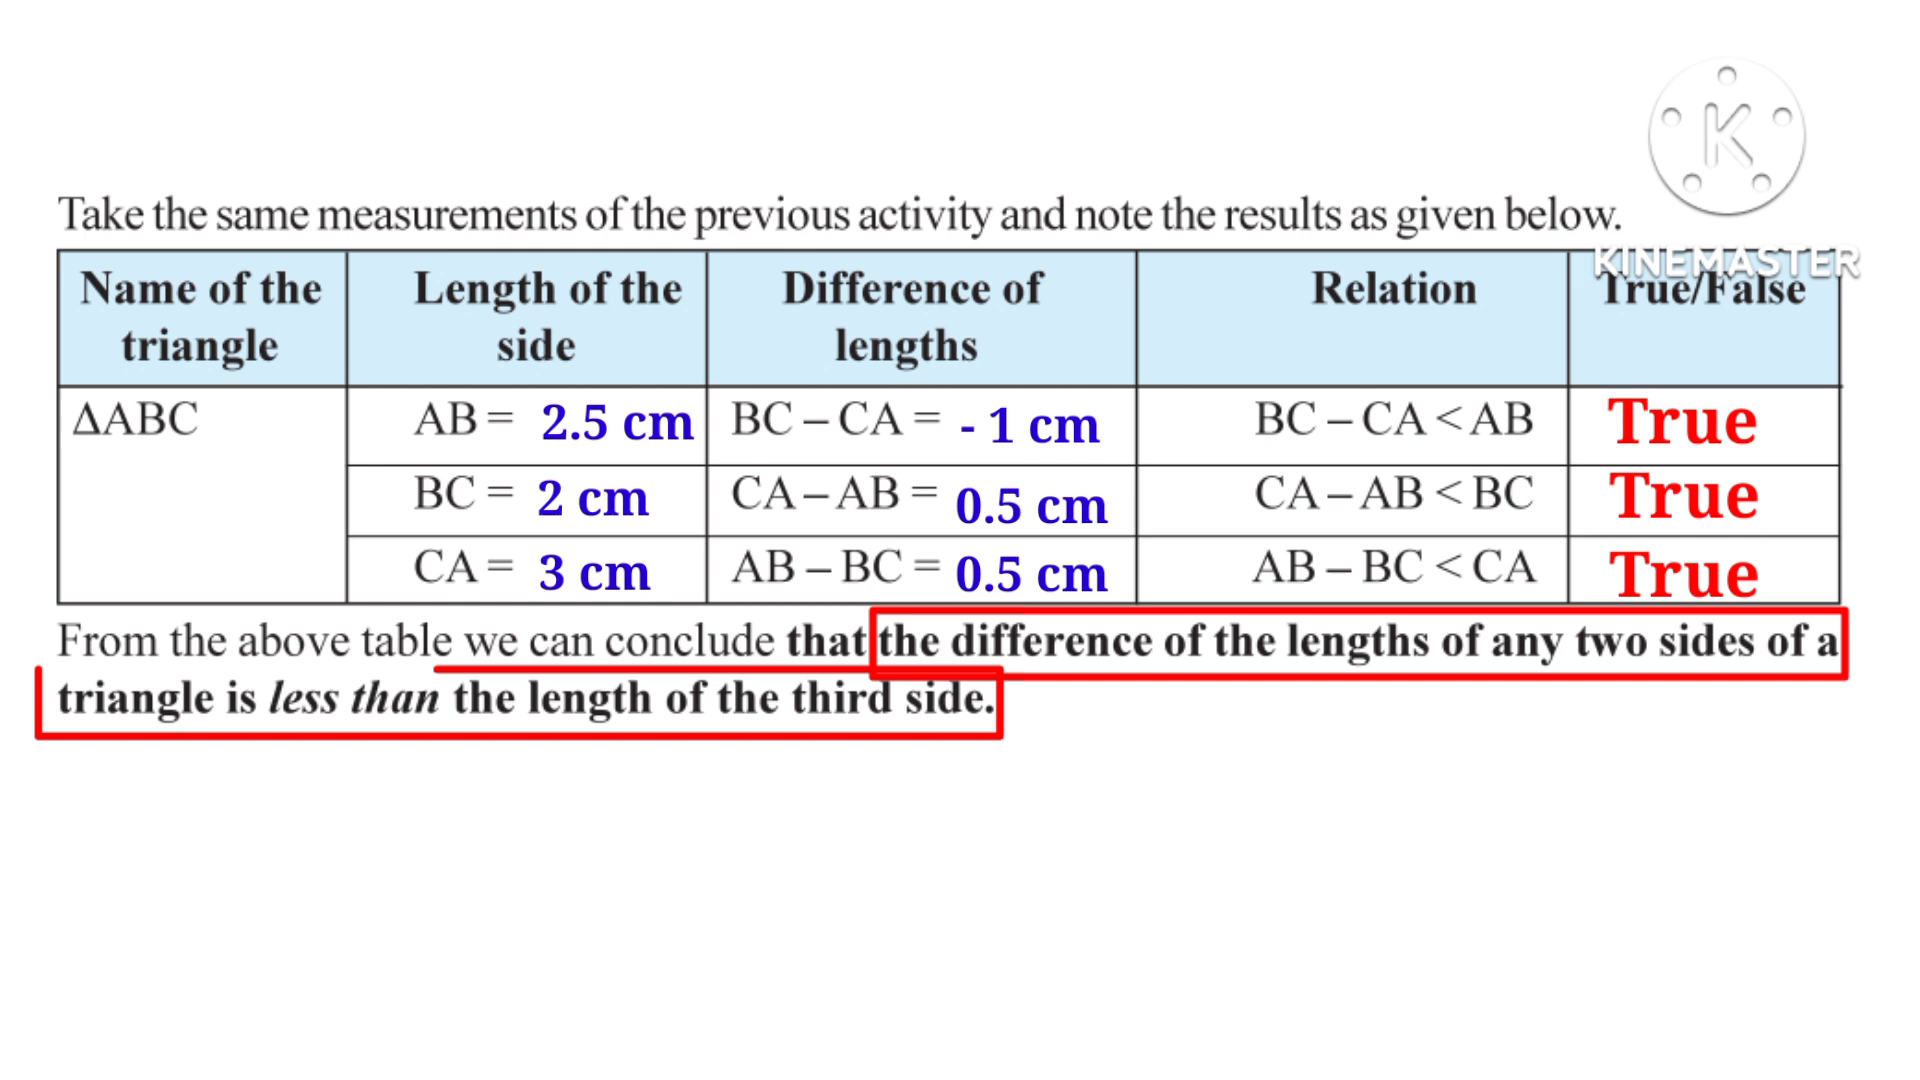 K
KINEMASTER
Take the same measurements of the previous activity and note the results as given below.
Name of the triangle | Length of the side | Difference of lengths | Relation | True/False
ΔABC | AB = 2.5 cm | BC – CA = - 1 cm | BC – CA < AB | True
BC = 2 cm | CA – AB = 0.5 cm | CA – AB < BC | True
CA = 3 cm | AB – BC = 0.5 cm | AB – BC < CA | True
From the above table we can conclude that the difference of the lengths of any two sides of a
triangle is less than the length of the third side.